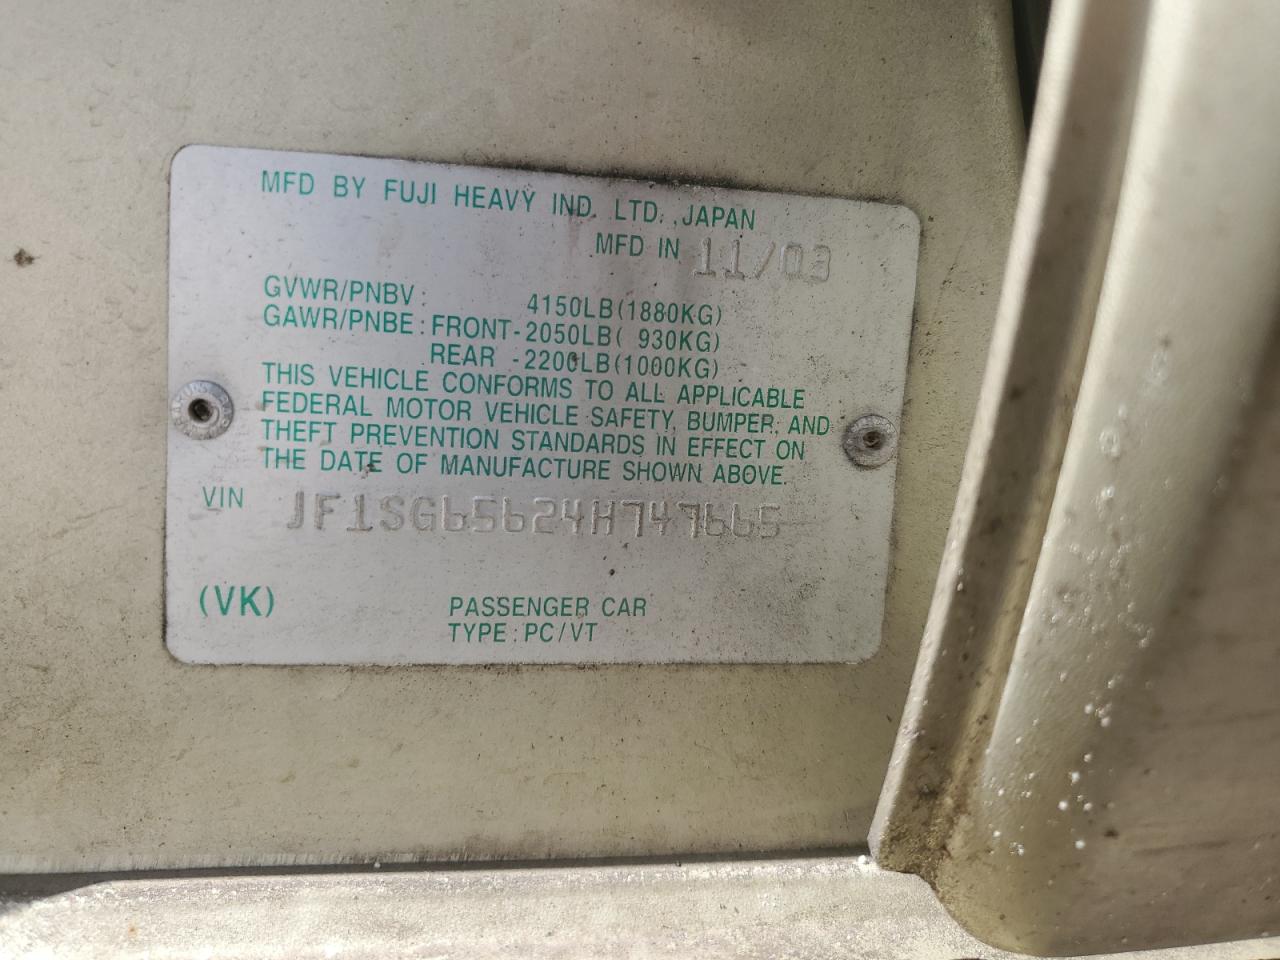 MFD BY FUJI HEAVY IND. LTD. , JAPAN
MFD IN 11/03
GVWR/PNBV : 4150LB(1880KG)
GAWR/PNBE : FRONT-2050LB( 930KG)
REAR -2200LB(1000KG)
THIS VEHICLE CONFORMS TO ALL APPLICABLE
FEDERAL MOTOR VEHICLE SAFETY, BUMPER, AND
THEFT PREVENTION STANDARDS IN EFFECT ON
THE DATE OF MANUFACTURE SHOWN ABOVE.
VIN JF1SG65624H747665
(VK) PASSENGER CAR
TYPE : PC/VT